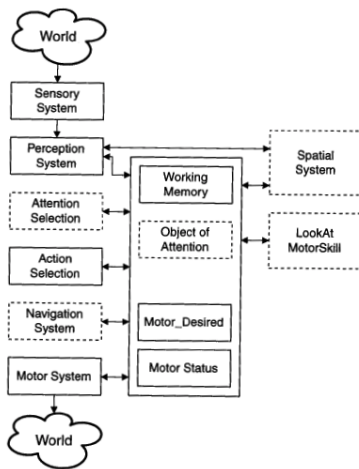 World
Sensory
System
Perception
System
Working
Memory
Spatial
System
Attention
Selection
Object of
Attention
LookAt
MotorSkill
Action
Selection
Navigation
System
Motor_Desired
Motor System
Motor Status
World